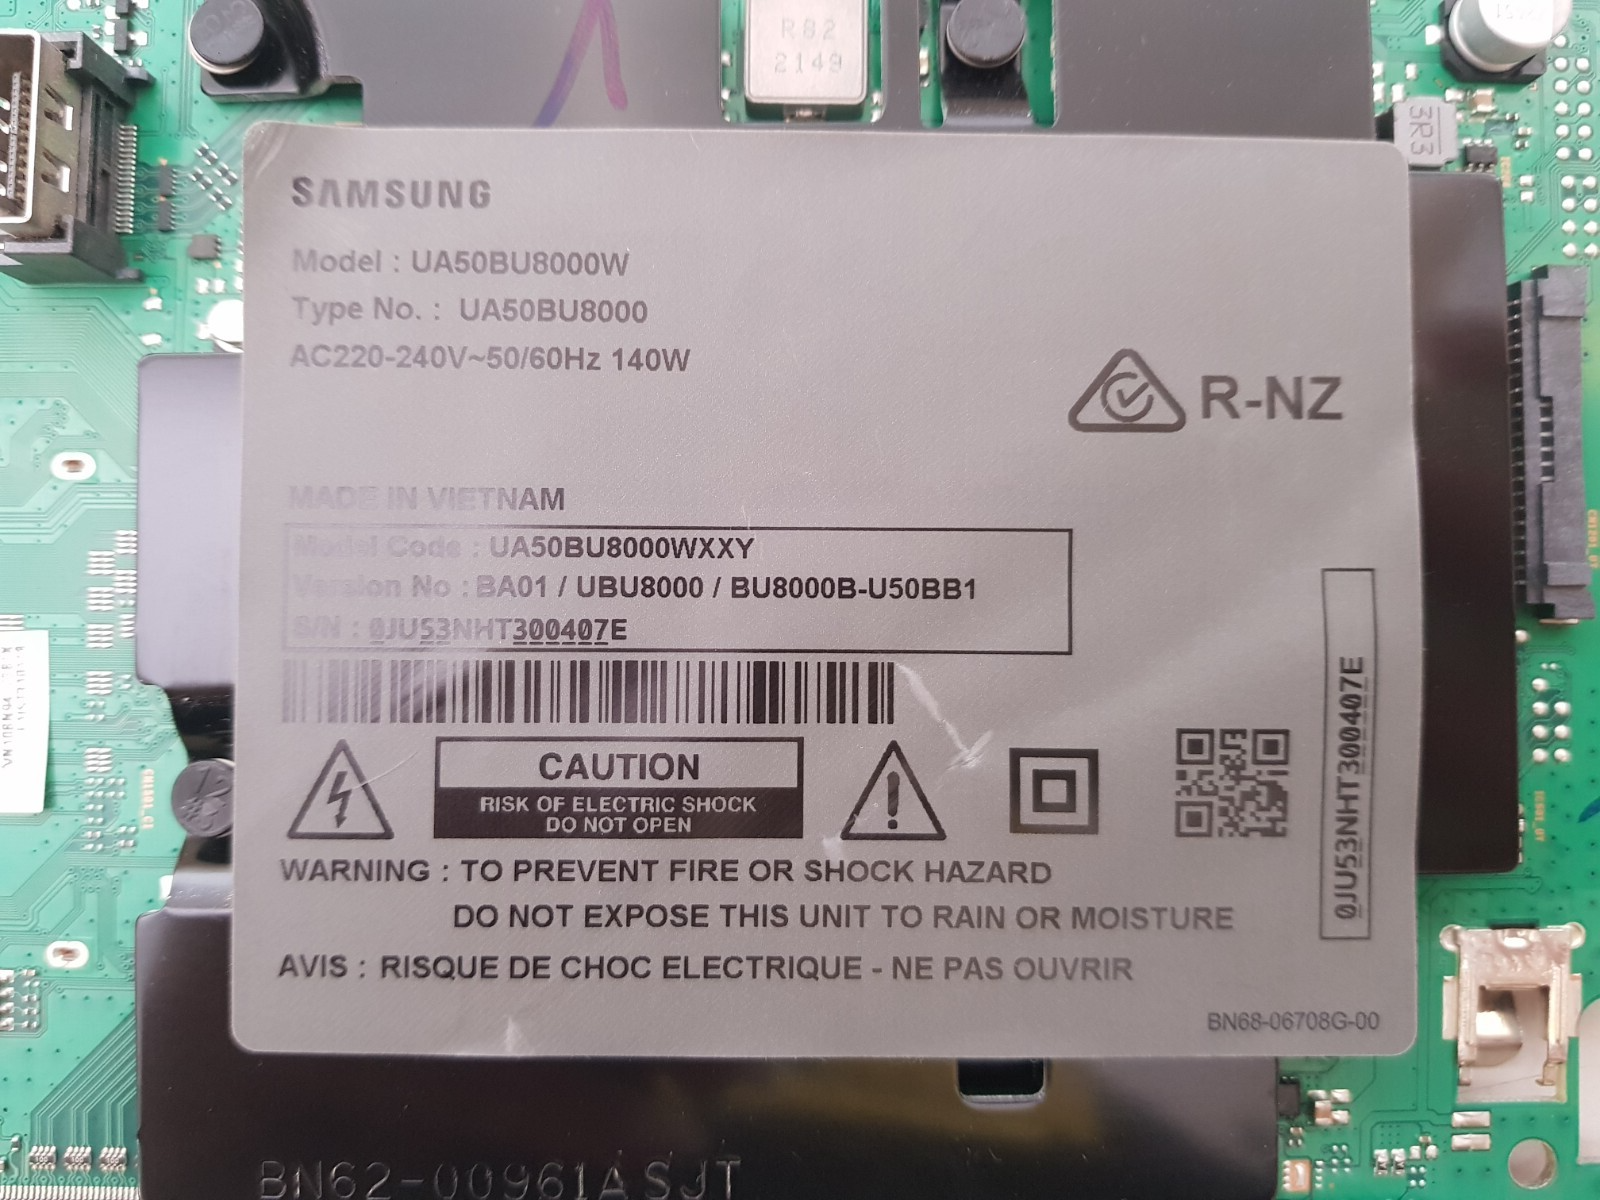 R82
2149
3R3
SAMSUNG
Model : UA50BU8000W
Type No. : UA50BU8000
AC220-240V~50/60Hz 140W
R-NZ
MADE IN VIETNAM
Model Code : UA50BU8000WXXY
Version No : BA01 / UBU8000 / BU8000B-U50BB1
S/N : 0JU53NHT300407E
CAUTION
RISK OF ELECTRIC SHOCK
DO NOT OPEN
0JU53NHT300407E
WARNING : TO PREVENT FIRE OR SHOCK HAZARD
DO NOT EXPOSE THIS UNIT TO RAIN OR MOISTURE
AVIS : RISQUE DE CHOC ELECTRIQUE - NE PAS OUVRIR
BN68-06708G-00
BN62-00961A SJT